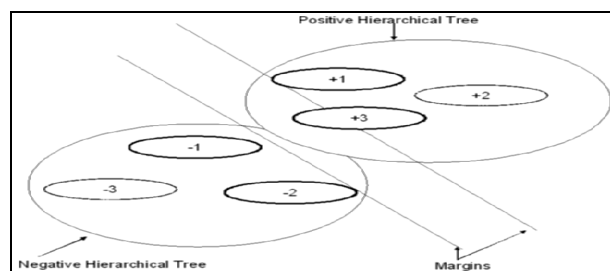 Positive Hierarchical Tree
+1
+2
+3
-1
-3
-2
Negative Hierarchical Tree
Margins